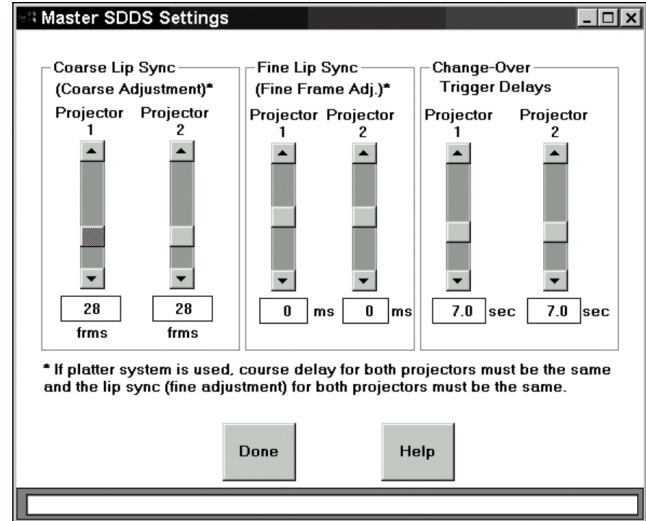 Master SDDS Settings
Coarse Lip Sync
(Coarse Adjustment)*
Projector Projector
1 2
28 28
frms frms
Fine Lip Sync
(Fine Frame Adj.)*
Projector Projector
1 2
0 ms 0 ms
Change-Over
Trigger Delays
Projector Projector
1 2
7.0 sec 7.0 sec
* If platter system is used, course delay for both projectors must be the same
and the lip sync (fine adjustment) for both projectors must be the same.
Done Help